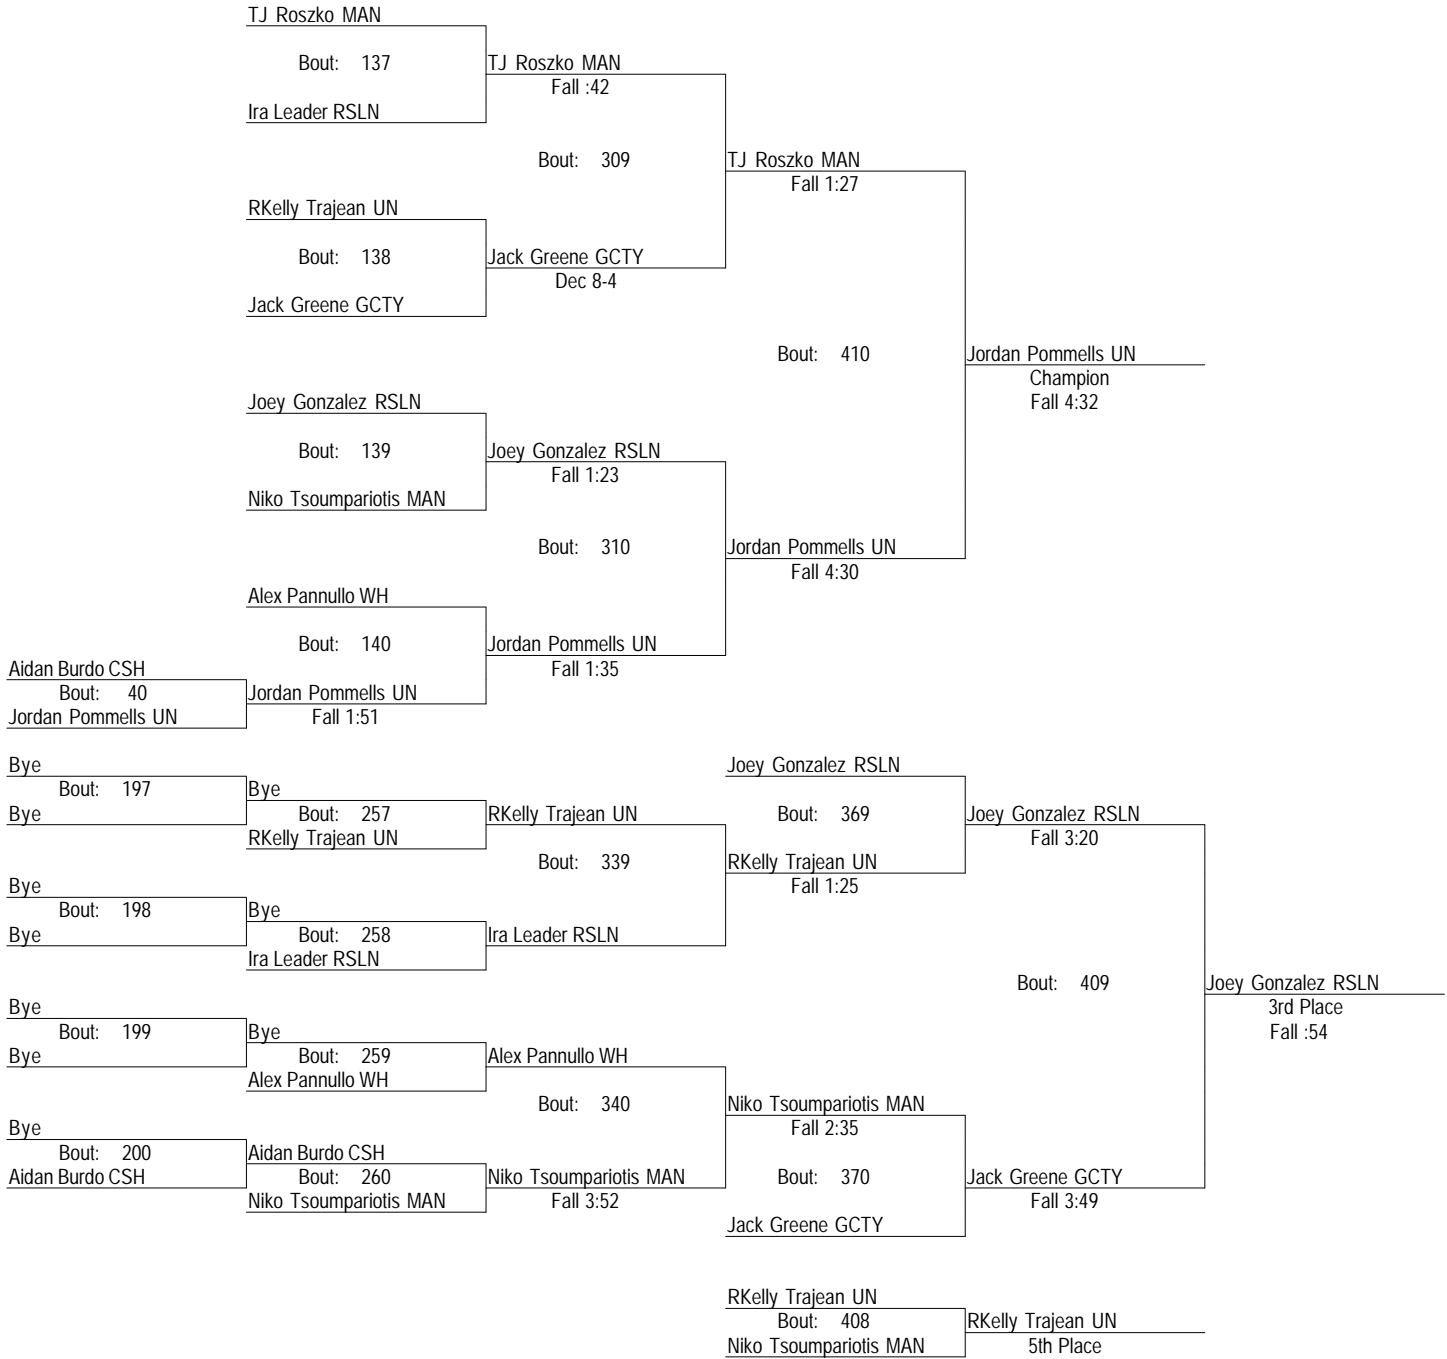 TJ Roszko MAN
Bout: 137
TJ Roszko MAN
Fall :42
Ira Leader RSLN
Bout: 309
TJ Roszko MAN
Fall 1:27
RKelly Trajean UN
Bout: 138
Jack Greene GCTY
Dec 8-4
Jack Greene GCTY
Bout: 410
Jordan Pommells UN
Champion
Fall 4:32
Joey Gonzalez RSLN
Bout: 139
Joey Gonzalez RSLN
Fall 1:23
Niko Tsoumpariotis MAN
Bout: 310
Jordan Pommells UN
Fall 4:30
Alex Pannullo WH
Bout: 140
Jordan Pommells UN
Fall 1:35
Aidan Burdo CSH
Bout: 40
Jordan Pommells UN
Jordan Pommells UN
Fall 1:51
Bye
Bout: 197
Bye
Bye
Bout: 257
RKelly Trajean UN
RKelly Trajean UN
Joey Gonzalez RSLN
Bout: 369
Joey Gonzalez RSLN
Fall 3:20
Bout: 339
RKelly Trajean UN
Fall 1:25
Bye
Bout: 198
Bye
Bye
Bout: 258
Ira Leader RSLN
Ira Leader RSLN
Bout: 409
Joey Gonzalez RSLN
3rd Place
Fall :54
Bye
Bout: 199
Bye
Bye
Bout: 259
Alex Pannullo WH
Alex Pannullo WH
Bout: 340
Niko Tsoumpariotis MAN
Fall 2:35
Bye
Bout: 200
Aidan Burdo CSH
Aidan Burdo CSH
Bout: 260
Niko Tsoumpariotis MAN
Niko Tsoumpariotis MAN
Fall 3:52
Bout: 370
Jack Greene GCTY
Fall 3:49
Jack Greene GCTY
RKelly Trajean UN
Bout: 408
RKelly Trajean UN
Niko Tsoumpariotis MAN
5th Place